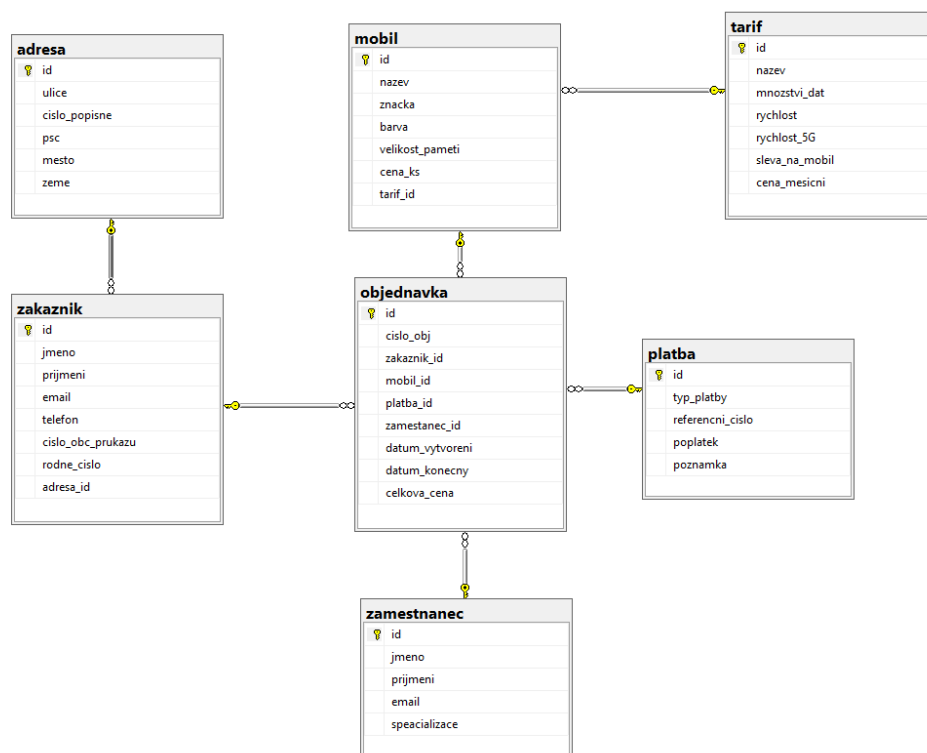 adresa
id
ulice
cislo_popisne
psc
mesto
zeme
mobil
id
nazev
znacka
barva
velikost_pameti
cena_ks
tarif_id
tarif
id
nazev
mnozstvi_dat
rychlost
rychlost_5G
sleva_na_mobil
cena_mesicni
zakaznik
id
jmeno
prijmeni
email
telefon
cislo_obc_prukazu
rodne_cislo
adresa_id
objednavka
id
cislo_obj
zakaznik_id
mobil_id
platba_id
zamestanec_id
datum_vytvoreni
datum_konecny
celkova_cena
platba
id
typ_platby
referencni_cislo
poplatek
poznamka
zamestnanec
id
jmeno
prijmeni
email
speacializace